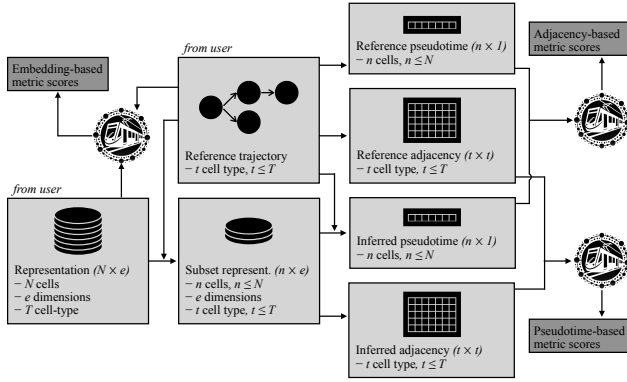 from user
Embedding-based
metric scores
Reference trajectory
– t cell type, t ≤ T
Reference pseudotime (n × 1)
– n cells, n ≤ N
Reference adjacency (t × t)
– t cell type, t ≤ T
Adjacency-based
metric scores
from user
Representation (N × e)
– N cells
– e dimensions
– T cell-type
Subset represent. (n × e)
– n cells, n ≤ N
– e dimensions
– t cell type, t ≤ T
Inferred pseudotime (n × 1)
– n cells, n ≤ N
Inferred adjacency (t × t)
– t cell type, t ≤ T
Pseudotime-based
metric scores